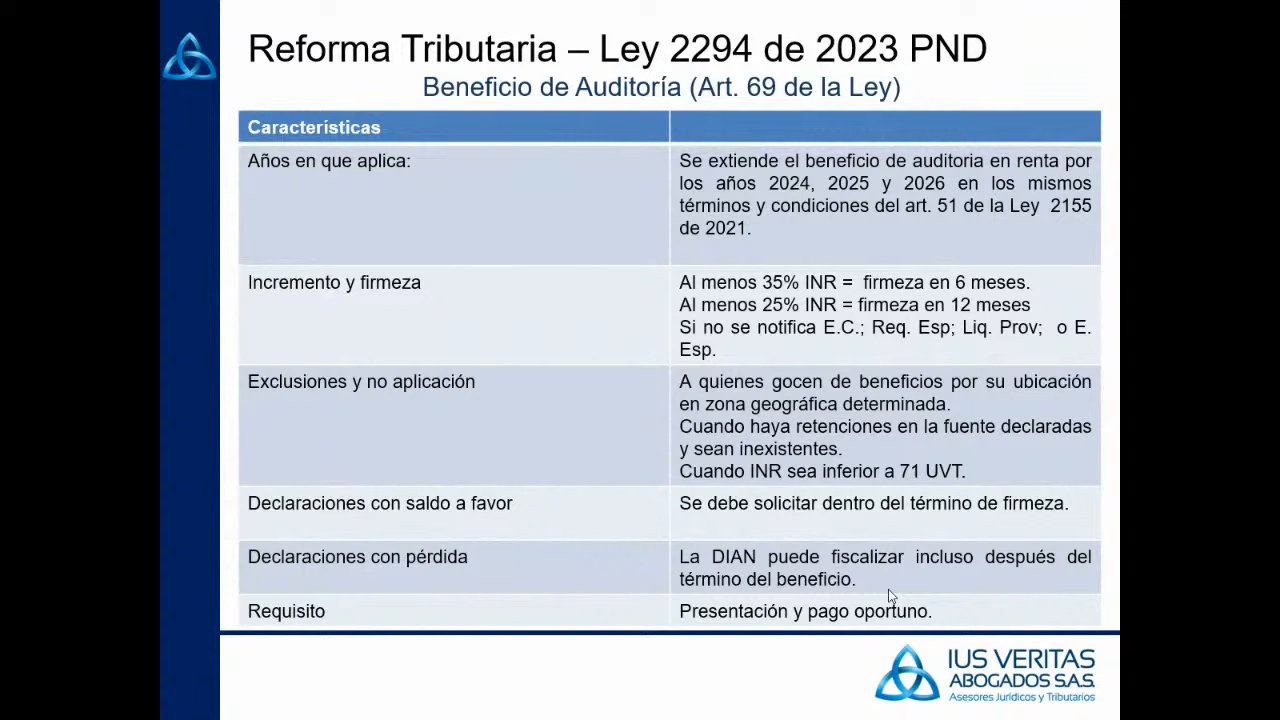 Reforma Tributaria – Ley 2294 de 2023 PND
Beneficio de Auditoría (Art. 69 de la Ley)
Características
Años en que aplica:
Se extiende el beneficio de auditoria en renta por
los años 2024, 2025 y 2026 en los mismos
términos y condiciones del art. 51 de la Ley 2155
de 2021.
Incremento y firmeza
Al menos 35% INR = firmeza en 6 meses.
Al menos 25% INR = firmeza en 12 meses
Si no se notifica E.C.; Req. Esp; Liq. Prov; o E.
Esp.
Exclusiones y no aplicación
A quienes gocen de beneficios por su ubicación
en zona geográfica determinada.
Cuando haya retenciones en la fuente declaradas
y sean inexistentes.
Cuando INR sea inferior a 71 UVT.
Declaraciones con saldo a favor
Se debe solicitar dentro del término de firmeza.
Declaraciones con pérdida
La DIAN puede fiscalizar incluso después del
término del beneficio.
Requisito
Presentación y pago oportuno.
IUS VERITAS
ABOGADOS S.A.S.
Asesores Jurídicos y Tributarios